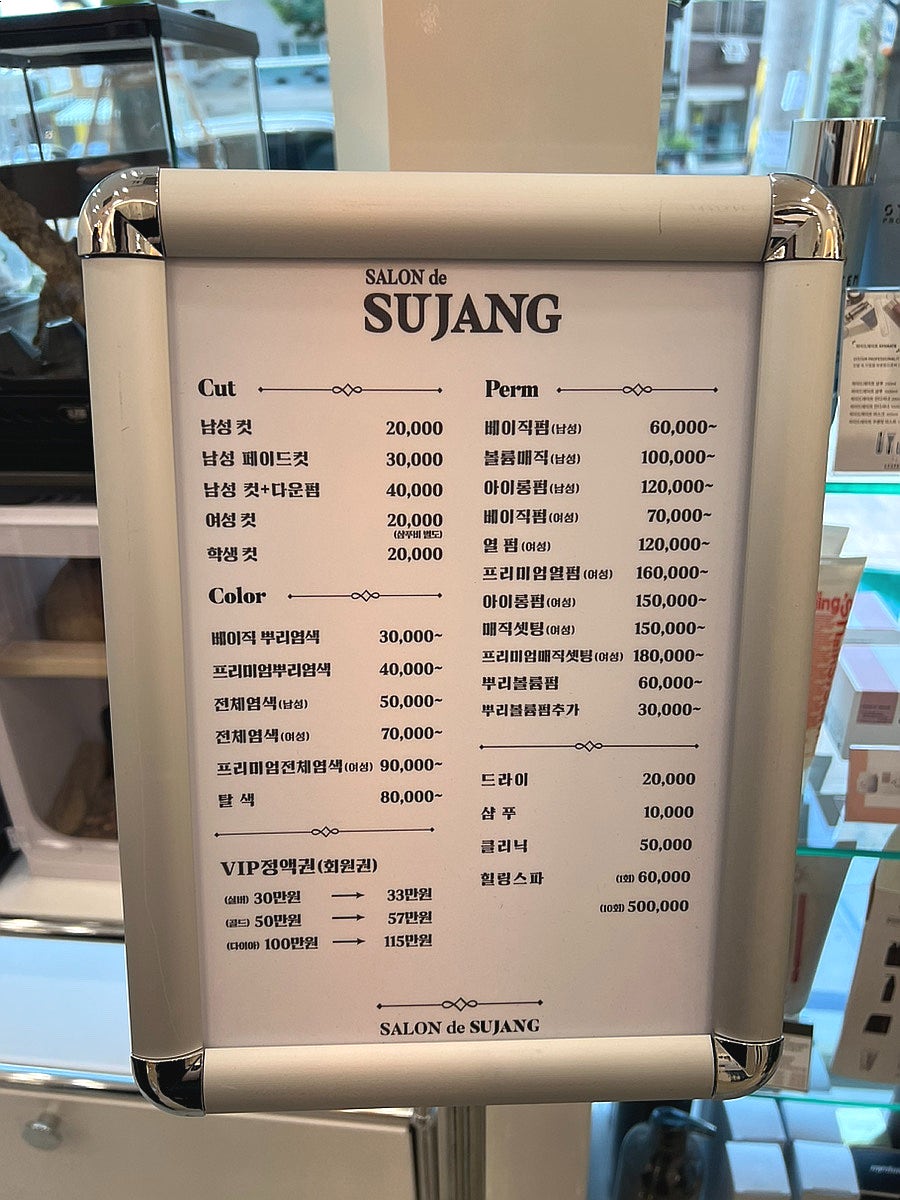 SALON de
SUJANG
Cut
남성 컷 20,000
남성 페이드컷 30,000
남성 컷+다운펌 40,000
여성 컷 20,000
(샴푸비 별도)
학생 컷 20,000
Color
베이직 뿌리염색 30,000~
프리미엄뿌리염색 40,000~
전체염색(남성) 50,000~
전체염색(여성) 70,000~
프리미엄전체염색(여성) 90,000~
탈 색 80,000~
VIP정액권(회원권)
(실버) 30만원 → 33만원
(골드) 50만원 → 57만원
(다이아) 100만원 → 115만원
Perm
베이직펌(남성) 60,000~
볼륨매직(남성) 100,000~
아이롱펌(남성) 120,000~
베이직펌(여성) 70,000~
열 펌(여성) 120,000~
프리미엄열펌(여성) 160,000~
아이롱펌(여성) 150,000~
매직셋팅(여성) 150,000~
프리미엄매직셋팅(여성) 180,000~
뿌리볼륨펌 60,000~
뿌리볼륨펌추가 30,000~
드라이 20,000
샴 푸 10,000
클리닉 50,000
힐링스파 (1회) 60,000
(10회) 500,000
SALON de SUJANG